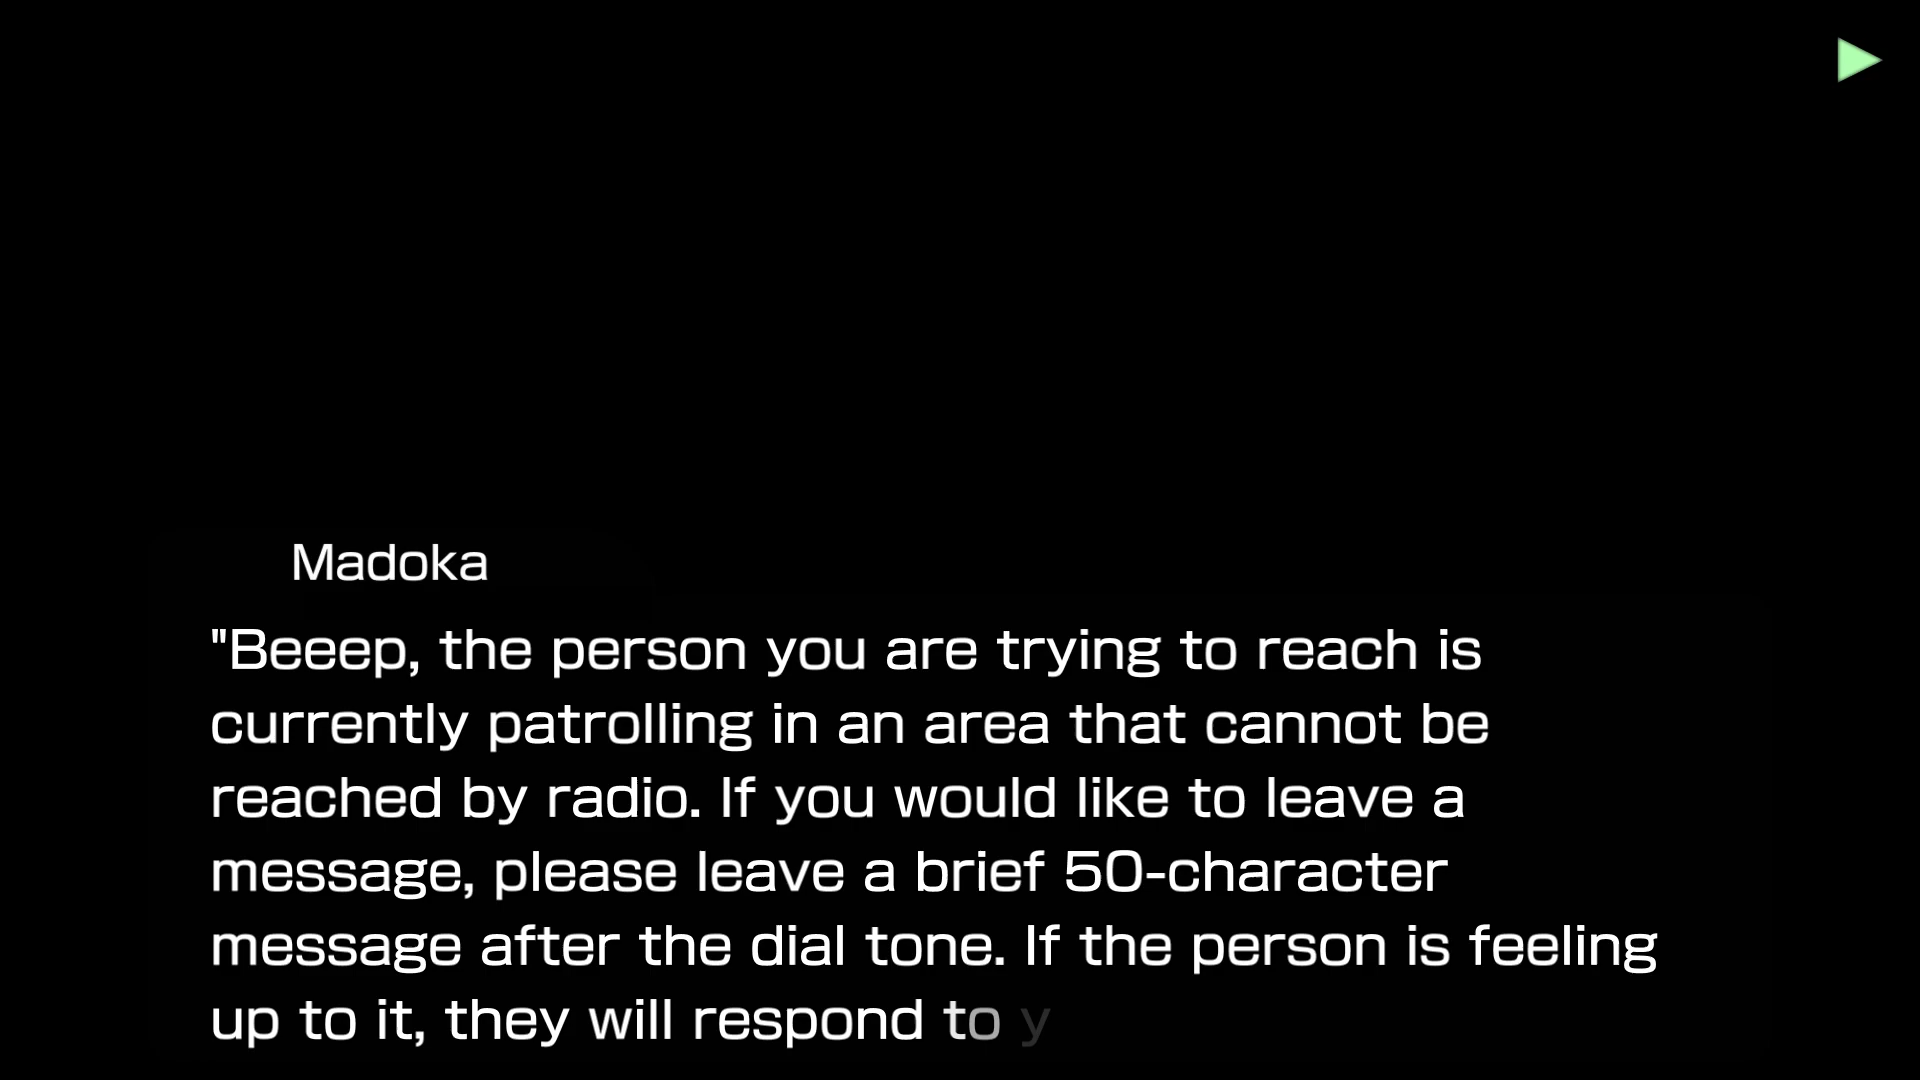 Madoka
"Beeep, the person you are trying to reach is
currently patrolling in an area that cannot be
reached by radio. If you would like to leave a
message, please leave a brief 50-character
message after the dial tone. If the person is feeling
up to it, they will respond to y